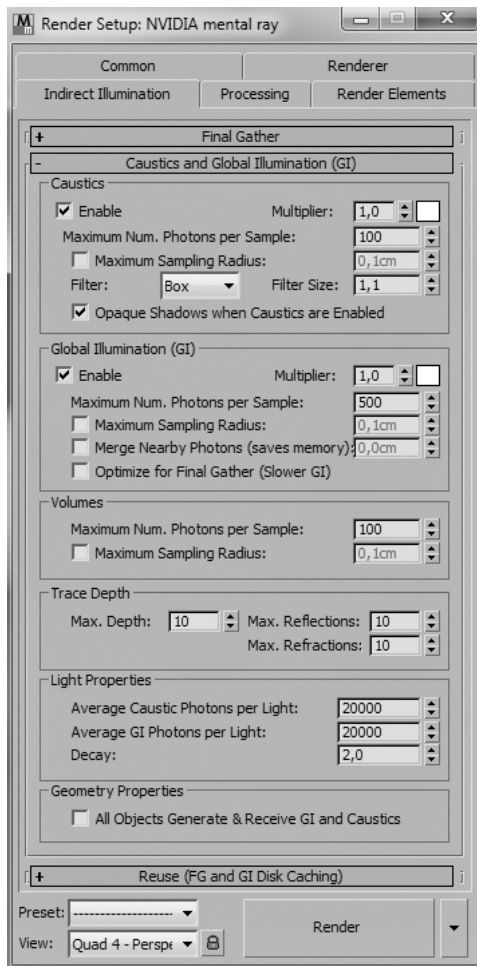 Render Setup: NVIDIA mental ray
Common Renderer
Indirect Illumination Processing Render Elements
+ Final Gather
- Caustics and Global Illumination (GI)
Caustics
Enable Multiplier: 1,0
Maximum Num. Photons per Sample: 100
Maximum Sampling Radius: 0,1cm
Filter: Box Filter Size: 1,1
Opaque Shadows when Caustics are Enabled
Global Illumination (GI)
Enable Multiplier: 1,0
Maximum Num. Photons per Sample: 500
Maximum Sampling Radius: 0,1cm
Merge Nearby Photons (saves memory): 0,0cm
Optimize for Final Gather (Slower GI)
Volumes
Maximum Num. Photons per Sample: 100
Maximum Sampling Radius: 0,1cm
Trace Depth
Max. Depth: 10 Max. Reflections: 10
Max. Refractions: 10
Light Properties
Average Caustic Photons per Light: 20000
Average GI Photons per Light: 20000
Decay: 2,0
Geometry Properties
All Objects Generate & Receive GI and Caustics
+ Reuse (FG and GI Disk Caching)
Preset: -------------------
View: Quad 4 - Perspe
Render